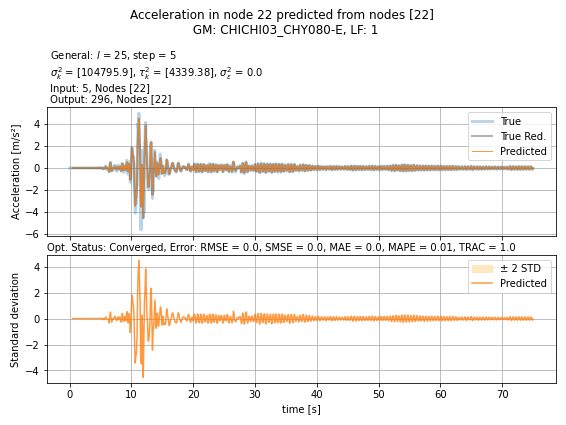 Acceleration in node 22 predicted from nodes [22]
GM: CHICHI03_CHY080-E, LF: 1
General: l = 25, step = 5
σ²ₖ = [104795.9], τ²ₖ = [4339.38], σ²ε = 0.0
Input: 5, Nodes [22]
Output: 296, Nodes [22]
Acceleration [m/s²]
4
2
0
−2
−4
−6
True
True Red.
Predicted
Opt. Status: Converged, Error: RMSE = 0.0, SMSE = 0.0, MAE = 0.0, MAPE = 0.01, TRAC = 1.0
Standard deviation
4
2
0
−2
−4
± 2 STD
Predicted
0 10 20 30 40 50 60 70
time [s]